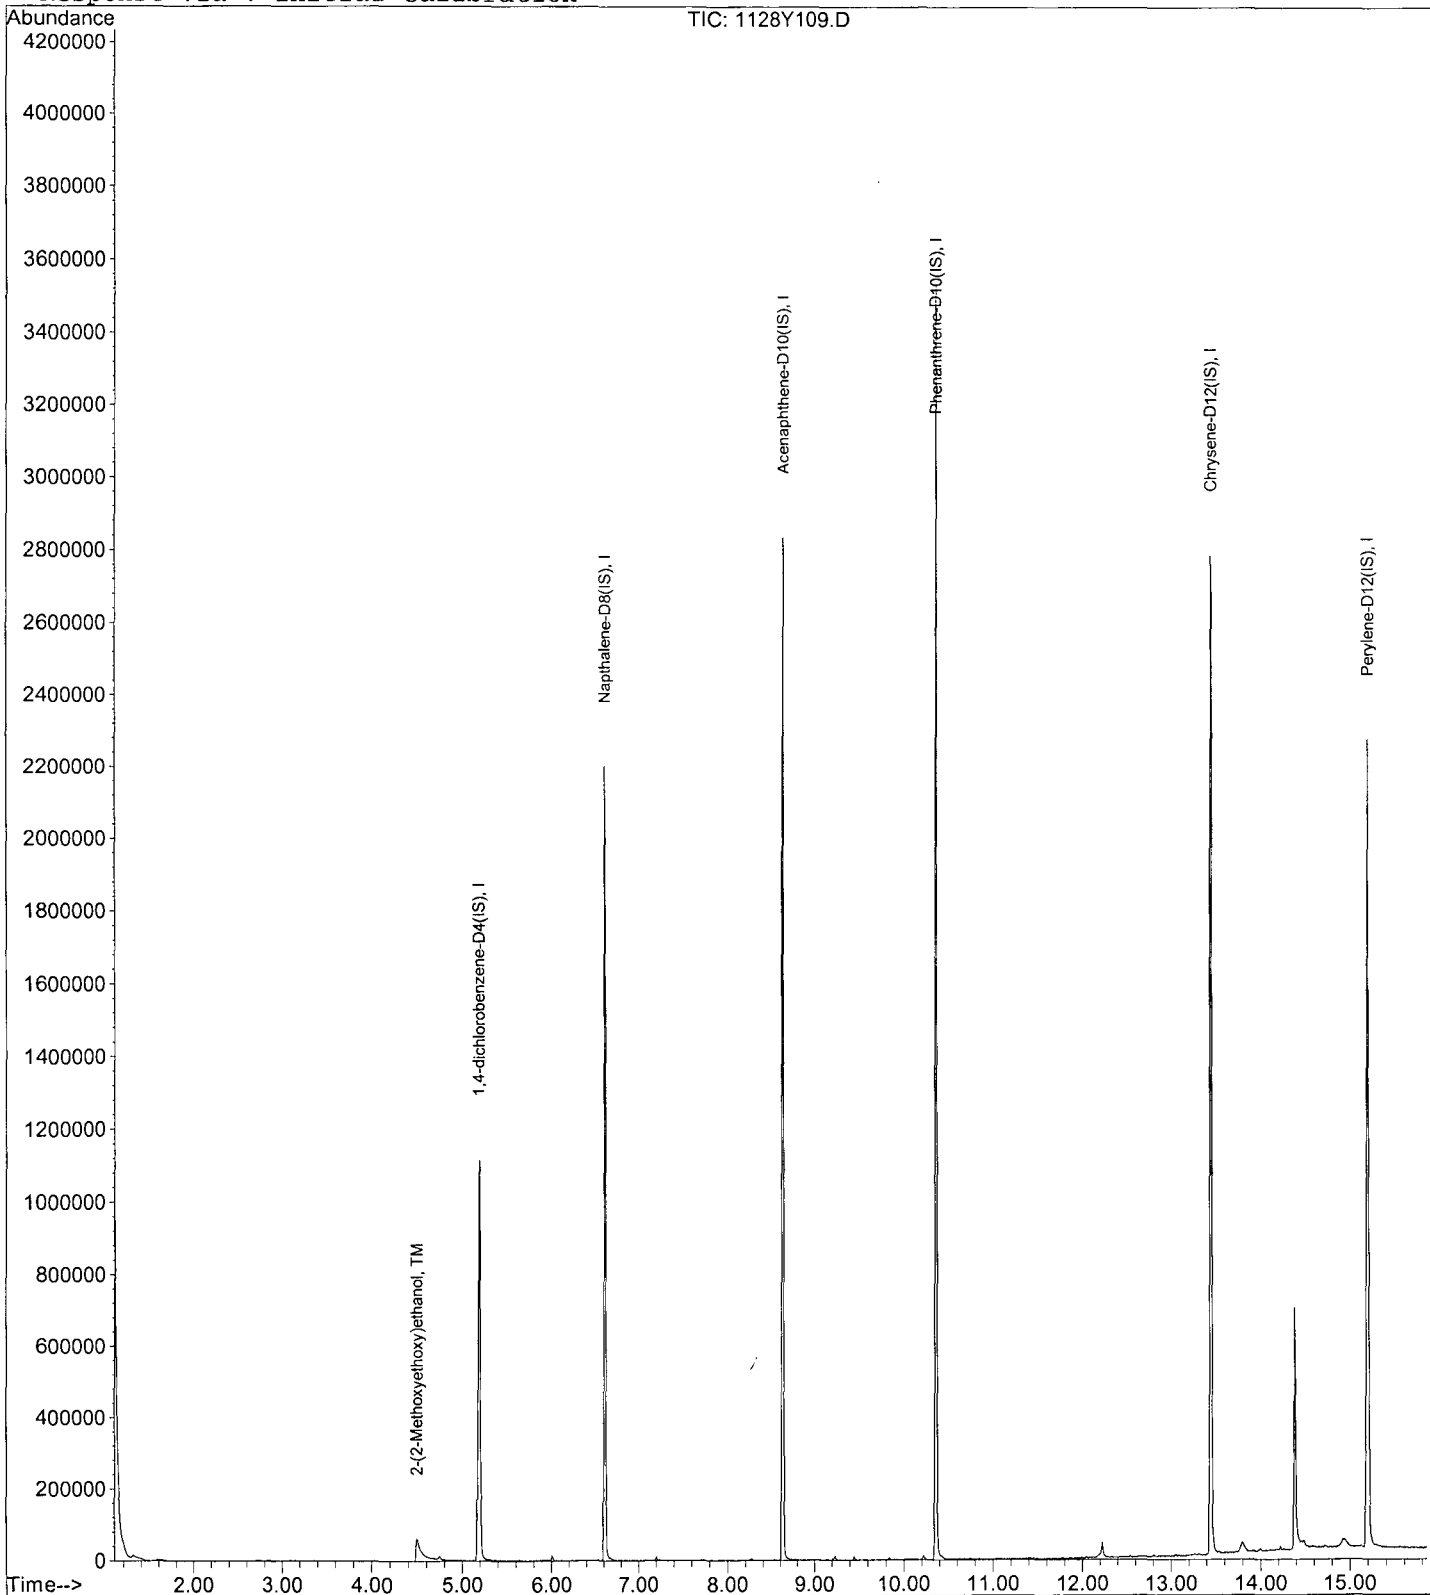 Response via : Initial Calibration
Abundance
TIC: 1128Y109.D
4200000
4000000
3800000
3600000
3400000
3200000
3000000
2800000
2600000
2400000
2200000
2000000
1800000
1600000
1400000
1200000
1000000
800000
600000
400000
200000
0
2-(2-Methoxyethoxy)ethanol, TM
1,4-dichlorobenzene-D4(IS), I
Napthalene-D8(IS), I
Acenaphthene-D10(IS), I
Phenanthrene-D10(IS), I
Chrysene-D12(IS), I
Perylene-D12(IS), I
Time--> 2.00 3.00 4.00 5.00 6.00 7.00 8.00 9.00 10.00 11.00 12.00 13.00 14.00 15.00